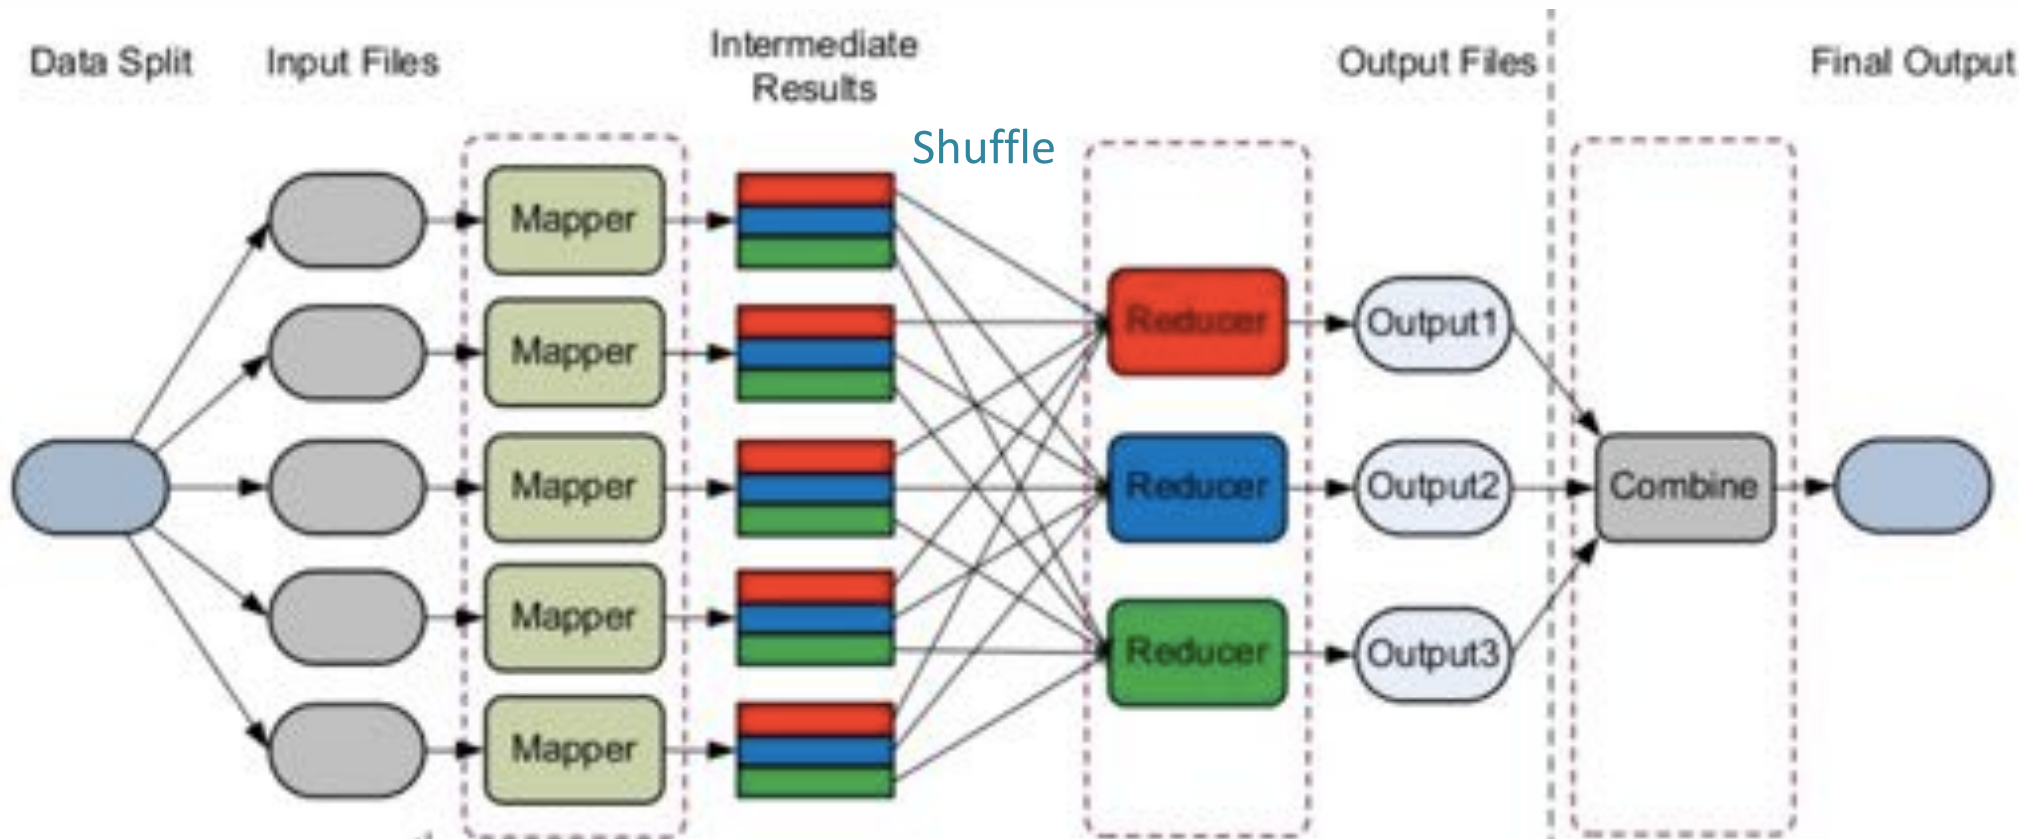 Data Split
Input Files
Intermediate
Results
Output Files
Final Output
Shuffle
Mapper
Mapper
Mapper
Mapper
Mapper
Reducer
Reducer
Reducer
Output1
Output2
Output3
Combine